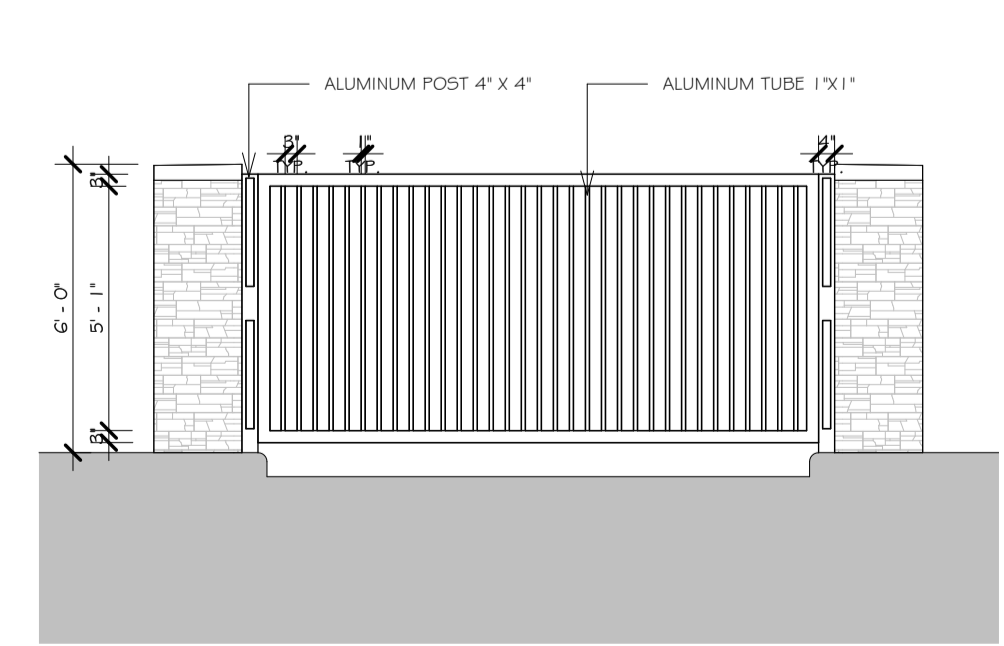 ALUMINUM POST 4" X 4"
ALUMINUM TUBE 1"X1"
3"
TYP.
1"
TYP.
4"
TYP.
3"
6' - 0"
5' - 1"
3"